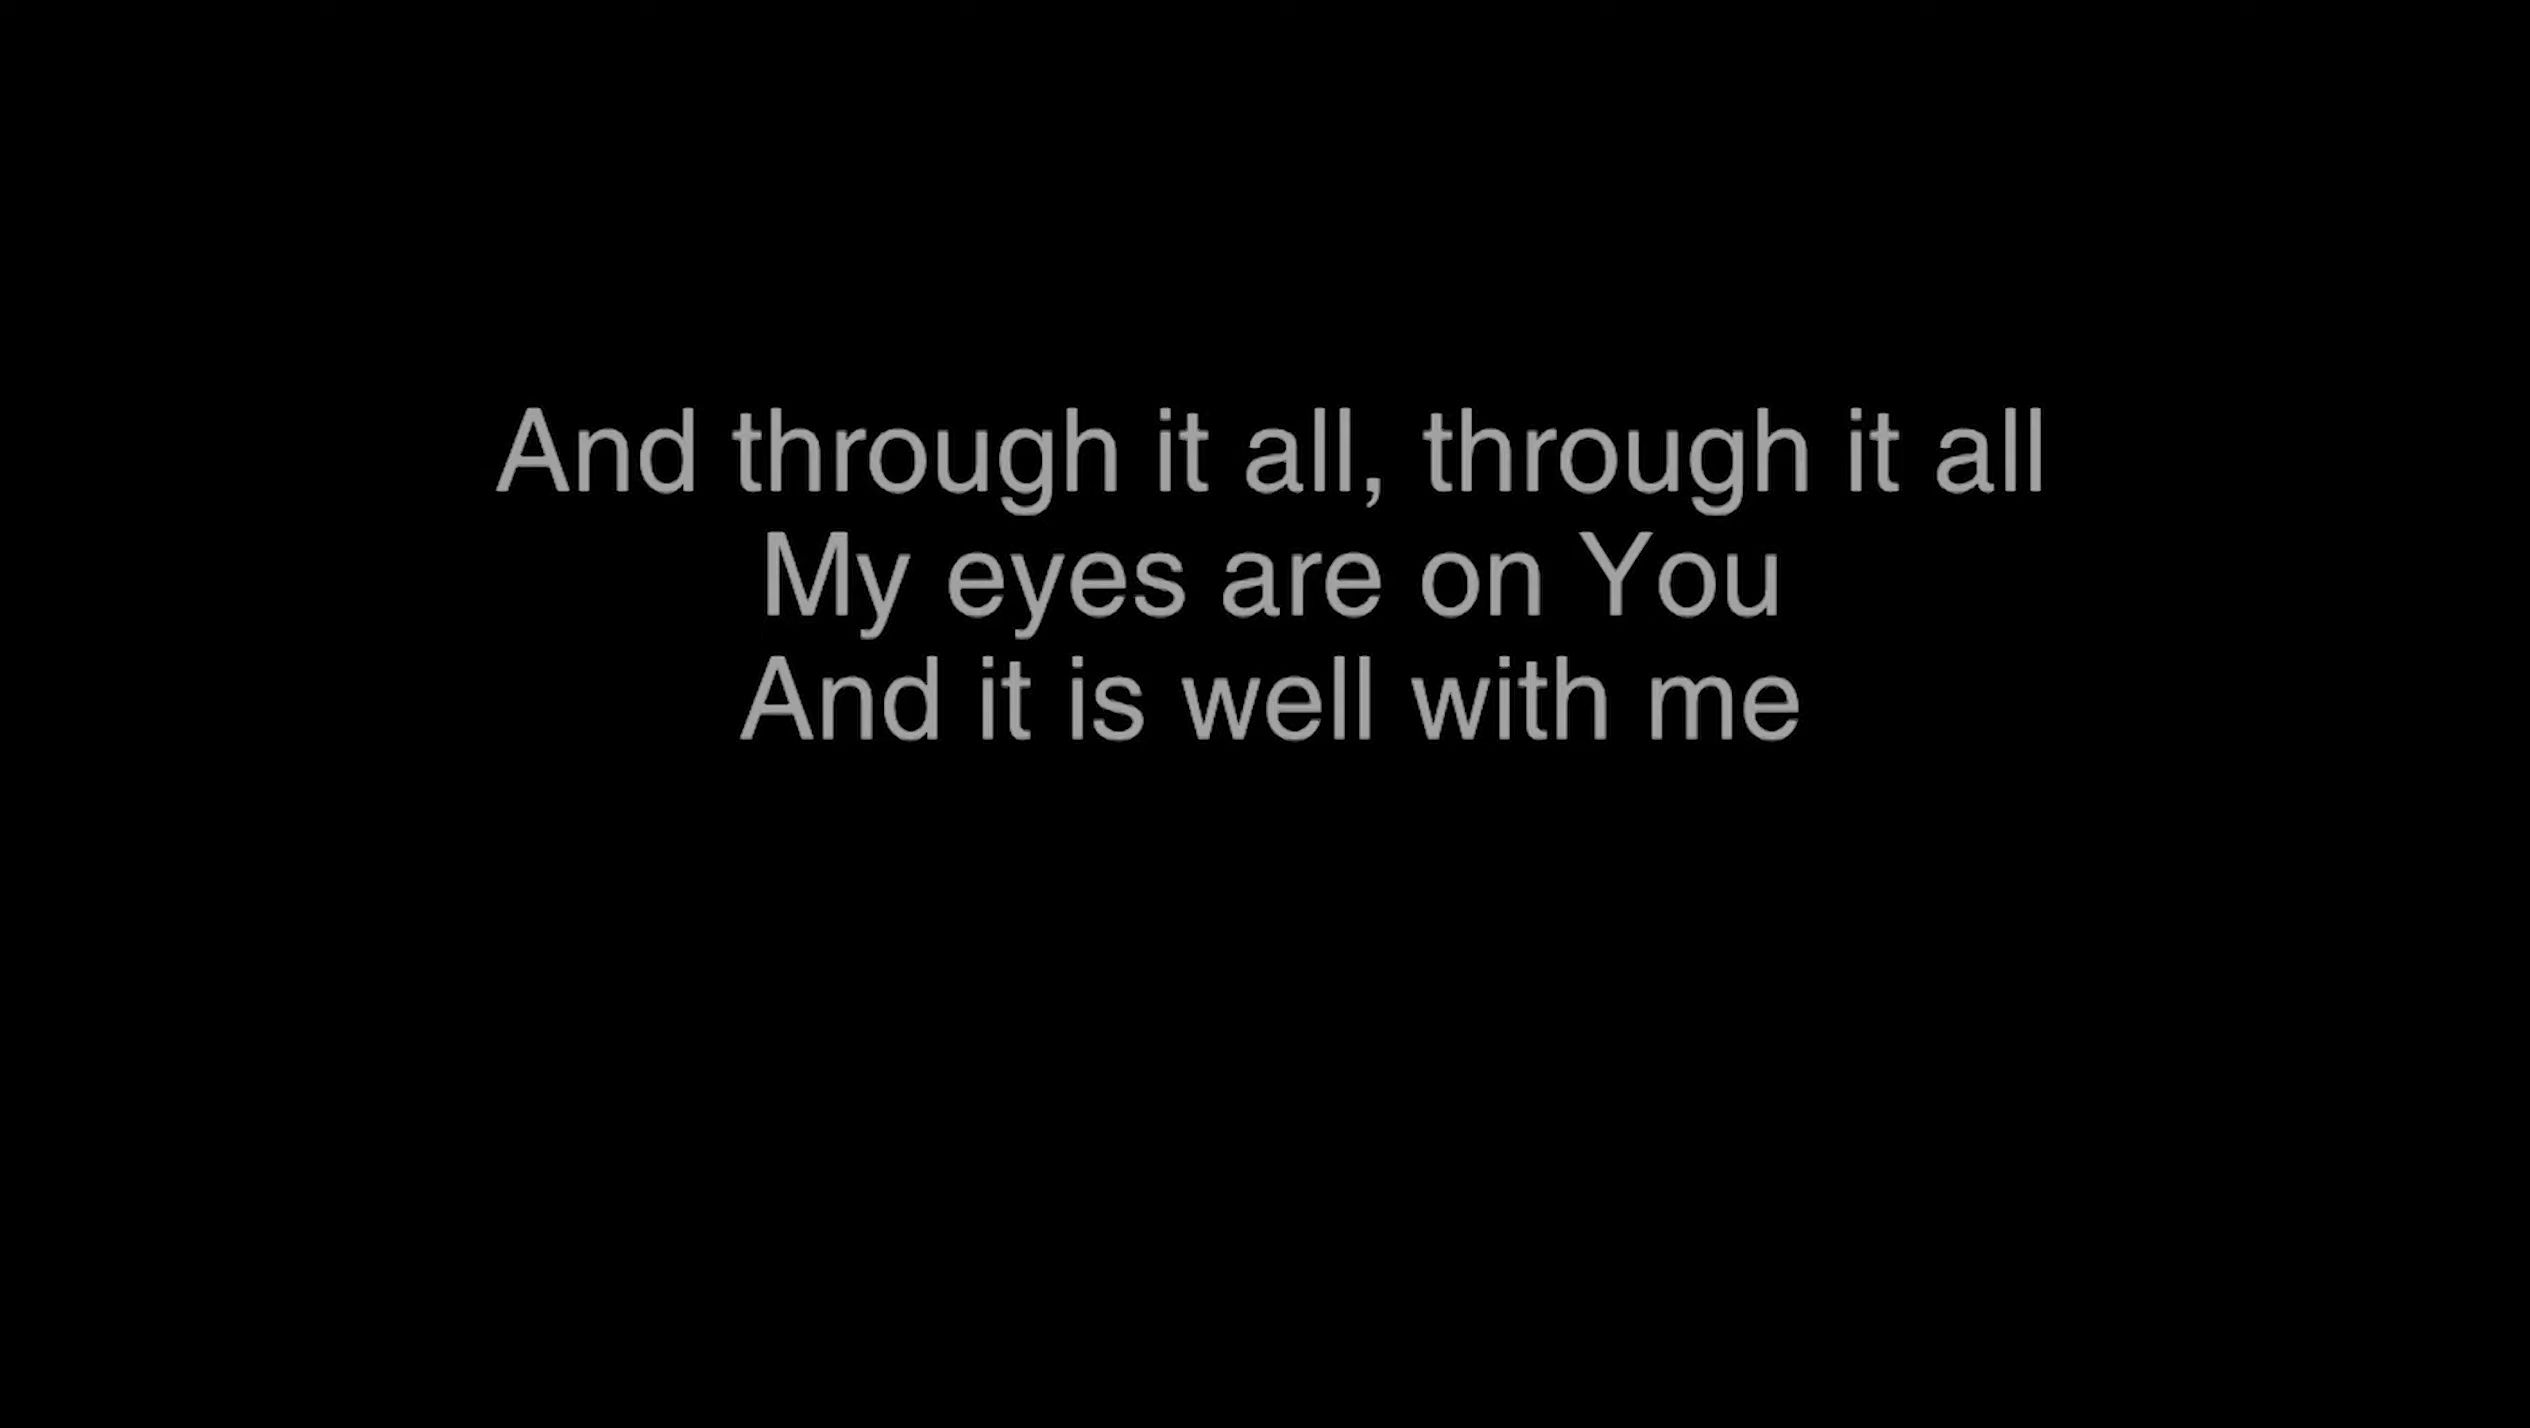 And through it all, through it all
My eyes are on You
And it is well with me